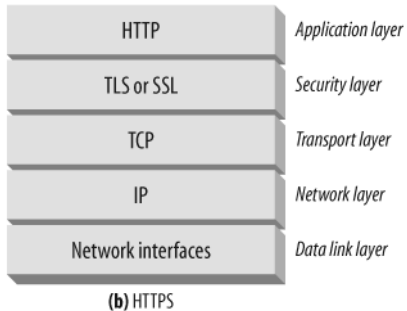 HTTP Application layer
TLS or SSL Security layer
TCP Transport layer
IP Network layer
Network interfaces Data link layer
(b) HTTPS